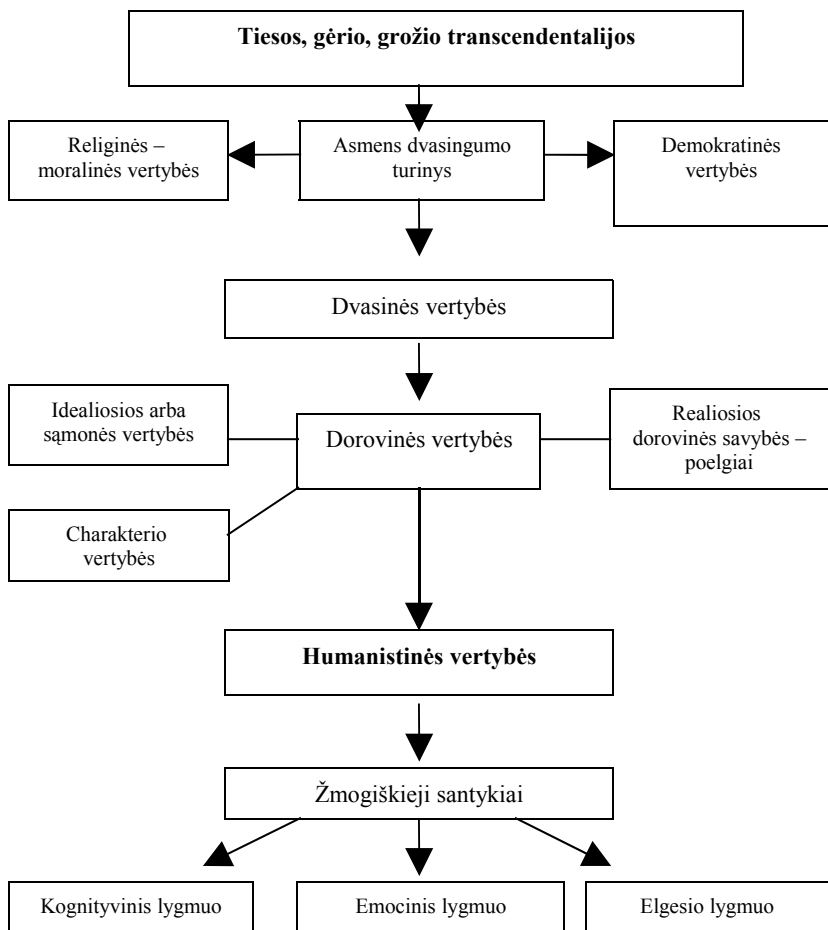 Tiesos, gėrio, grožio transcendentalijos
Religinės –
moralinės vertybės
Asmens dvasingumo
turinys
Demokratinės
vertybės
Dvasinės vertybės
Idealiosios arba
sąmonės vertybės
Dorovinės vertybės
Realiosios
dorovinės savybės –
poelgiai
Charakterio
vertybės
Humanistinės vertybės
Žmogiškieji santykiai
Kognityvinis lygmuo
Emocinis lygmuo
Elgesio lygmuo